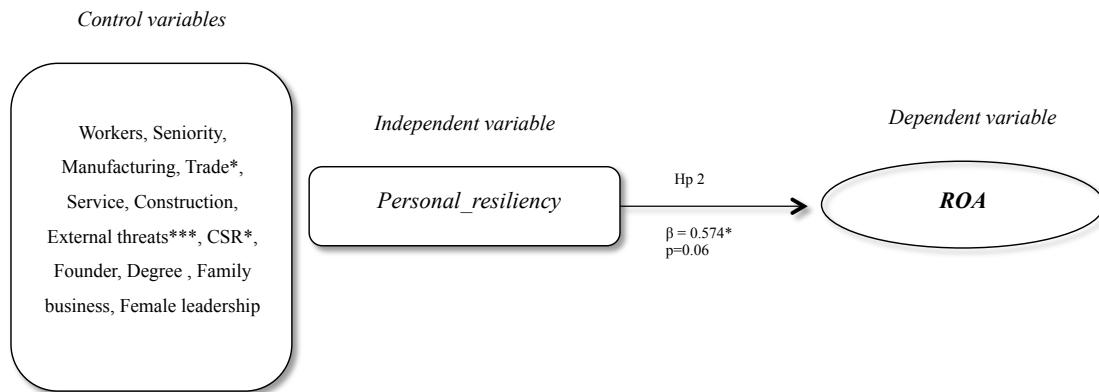 Control variables
Workers, Seniority,
Manufacturing, Trade*,
Service, Construction,
External threats***, CSR*,
Founder, Degree , Family
business, Female leadership
Independent variable
Personal_resiliency
Hp 2
β = 0.574*
p=0.06
Dependent variable
ROA